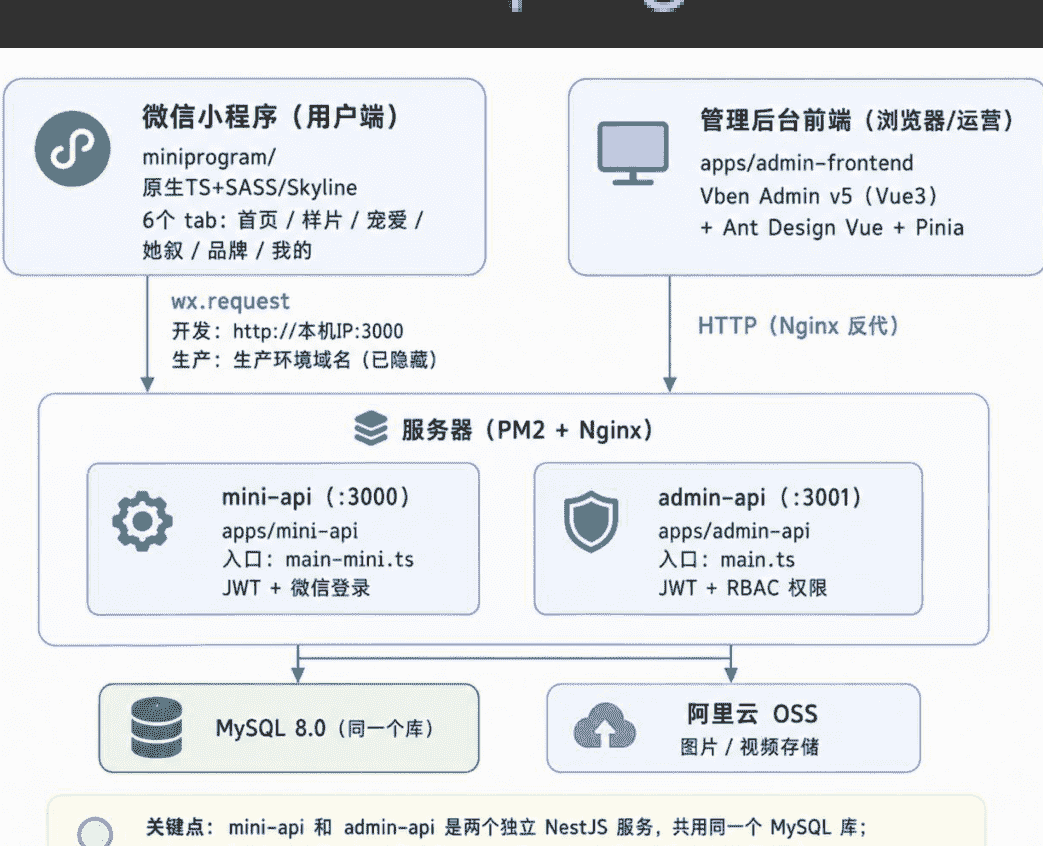 微信小程序（用户端）
miniprogram/
原生TS+SASS/Skyline
6个 tab：首页 / 样片 / 宠爱 /
她叙 / 品牌 / 我的
管理后台前端（浏览器/运营）
apps/admin-frontend
Vben Admin v5（Vue3）
+ Ant Design Vue + Pinia
wx.request
开发：http://本机IP:3000
生产：生产环境域名（已隐藏）
HTTP（Nginx 反代）
服务器（PM2 + Nginx）
mini-api（:3000）
apps/mini-api
入口：main-mini.ts
JWT + 微信登录
admin-api（:3001）
apps/admin-api
入口：main.ts
JWT + RBAC 权限
MySQL 8.0（同一个库）
阿里云 OSS
图片 / 视频存储
关键点：mini-api 和 admin-api 是两个独立 NestJS 服务，共用同一个 MySQL 库；